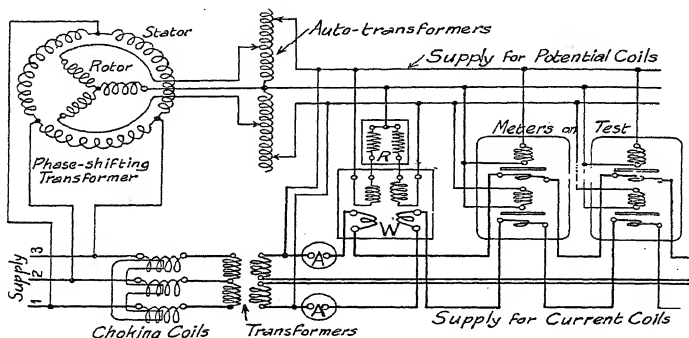 Stator
Auto-transformers
Supply for Potential Coils
Rotor
Meters on Test
R
Phase-shifting
Transformer
W
Supply
3
2
1
A
A
Choking Coils
Transformers
Supply for Current Coils